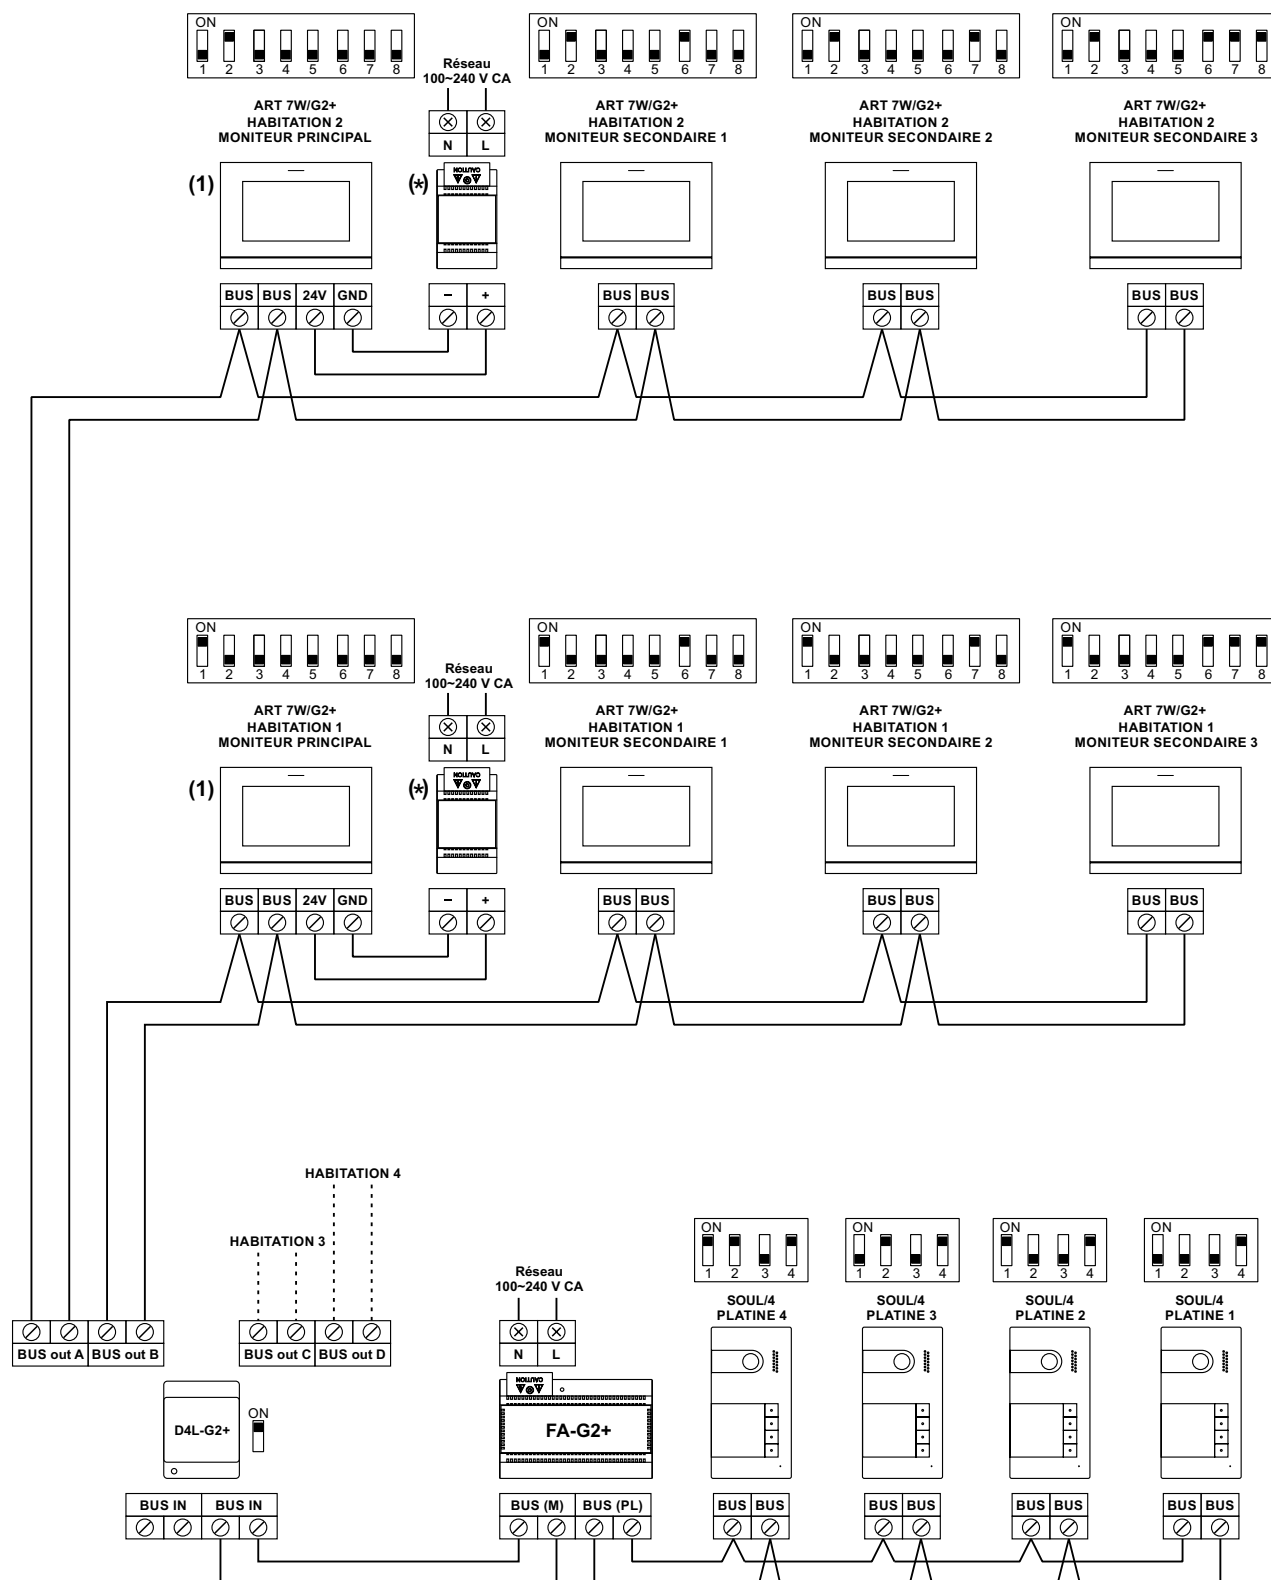 ON ON ON ON
1 2 3 4 5 6 7 8 1 2 3 4 5 6 7 8 1 2 3 4 5 6 7 8 1 2 3 4 5 6 7 8
Réseau
100~240 V CA
ART 7W/G2+
HABITATION 2
MONITEUR PRINCIPAL
N L
ART 7W/G2+
HABITATION 2
MONITEUR SECONDAIRE 1
ART 7W/G2+
HABITATION 2
MONITEUR SECONDAIRE 2
ART 7W/G2+
HABITATION 2
MONITEUR SECONDAIRE 3
(1)
(*)
CAUTION
BUS BUS 24V GND
– +
BUS BUS
BUS BUS
BUS BUS
ON ON ON ON
1 2 3 4 5 6 7 8 1 2 3 4 5 6 7 8 1 2 3 4 5 6 7 8 1 2 3 4 5 6 7 8
Réseau
100~240 V CA
ART 7W/G2+
HABITATION 1
MONITEUR PRINCIPAL
N L
ART 7W/G2+
HABITATION 1
MONITEUR SECONDAIRE 1
ART 7W/G2+
HABITATION 1
MONITEUR SECONDAIRE 2
ART 7W/G2+
HABITATION 1
MONITEUR SECONDAIRE 3
(1)
(*)
CAUTION
BUS BUS 24V GND
– +
BUS BUS
BUS BUS
BUS BUS
HABITATION 4
HABITATION 3
ON ON ON ON
1 2 3 4 1 2 3 4 1 2 3 4 1 2 3 4
Réseau
100~240 V CA
SOUL/4
PLATINE 4
SOUL/4
PLATINE 3
SOUL/4
PLATINE 2
SOUL/4
PLATINE 1
BUS out A BUS out B
BUS out C BUS out D
N L
CAUTION
D4L-G2+
ON
FA-G2+
BUS IN BUS IN
BUS (M) BUS (PL)
BUS BUS
BUS BUS
BUS BUS
BUS BUS